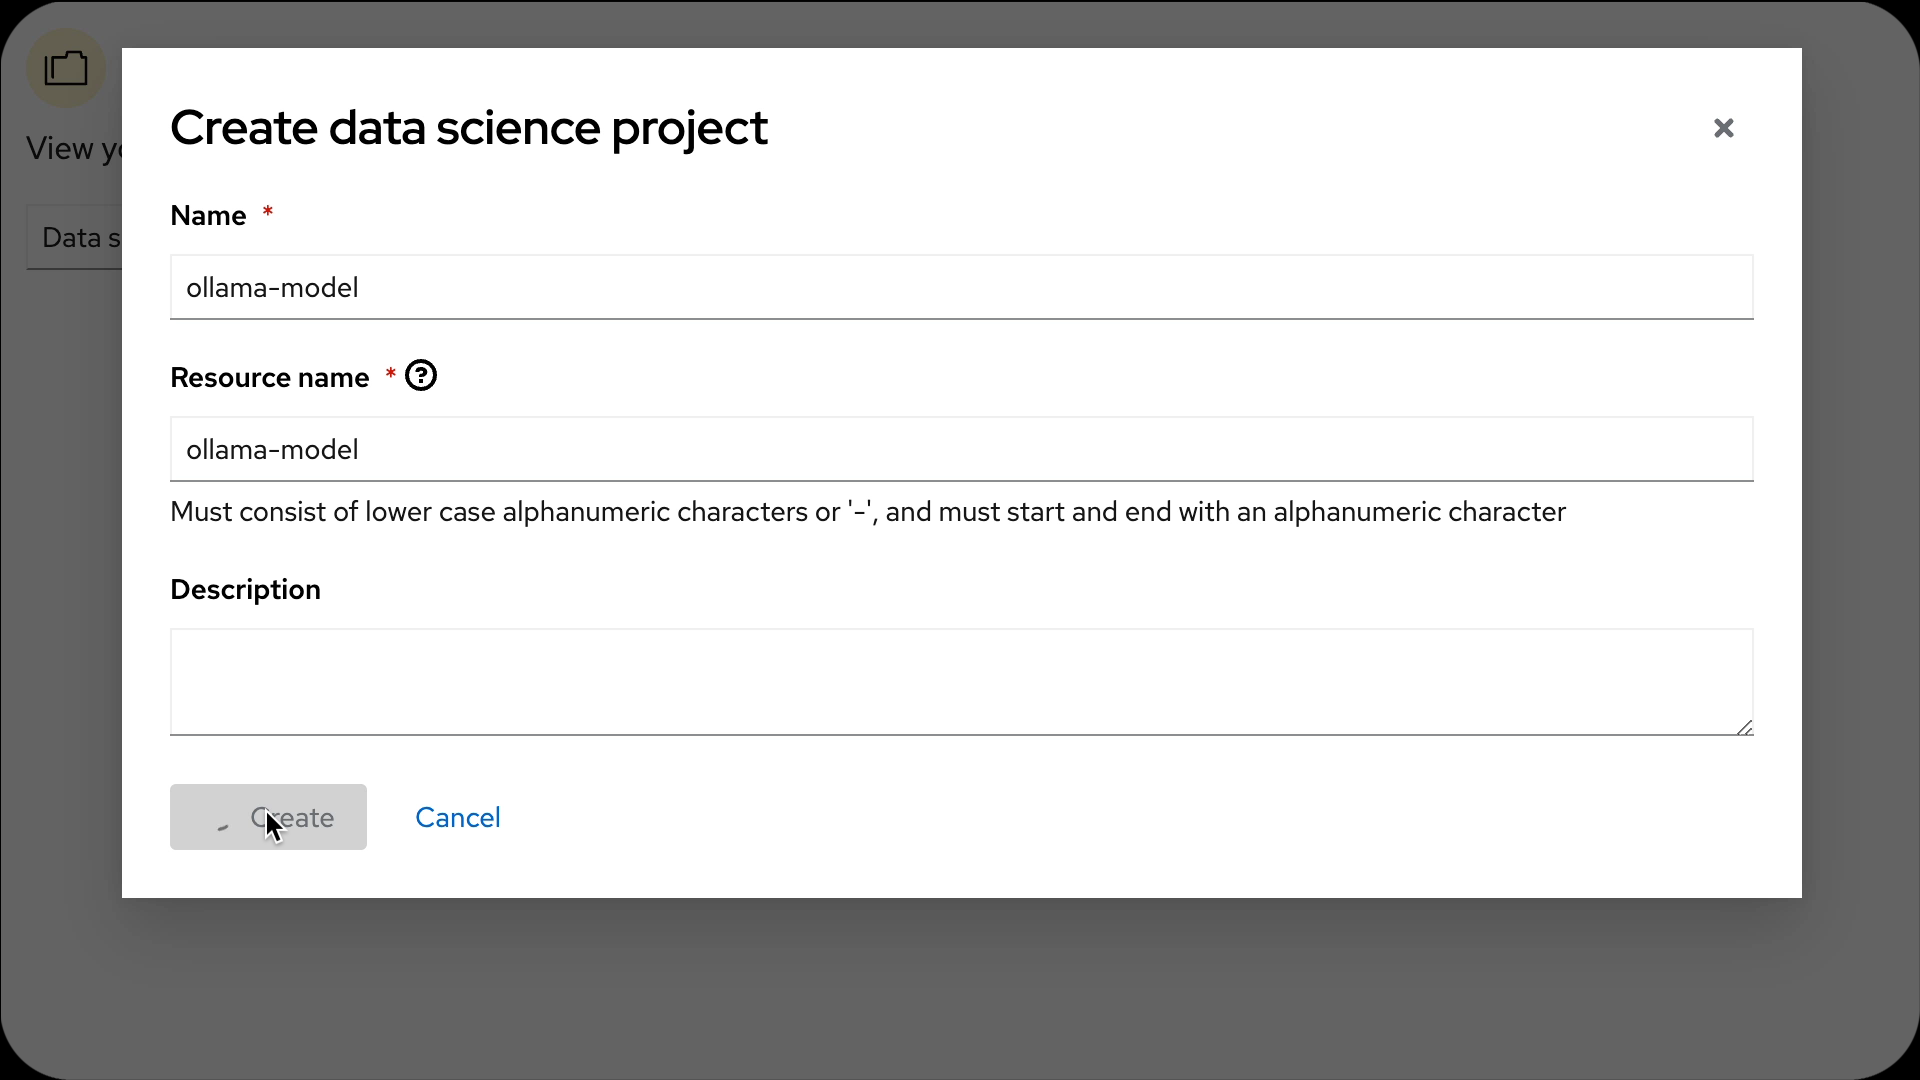 Create data science project
View yo
Name *
Data s
ollama-model
Resource name *
ollama-model
Must consist of lower case alphanumeric characters or '-', and must start and end with an alphanumeric character
Description
Create
Cancel